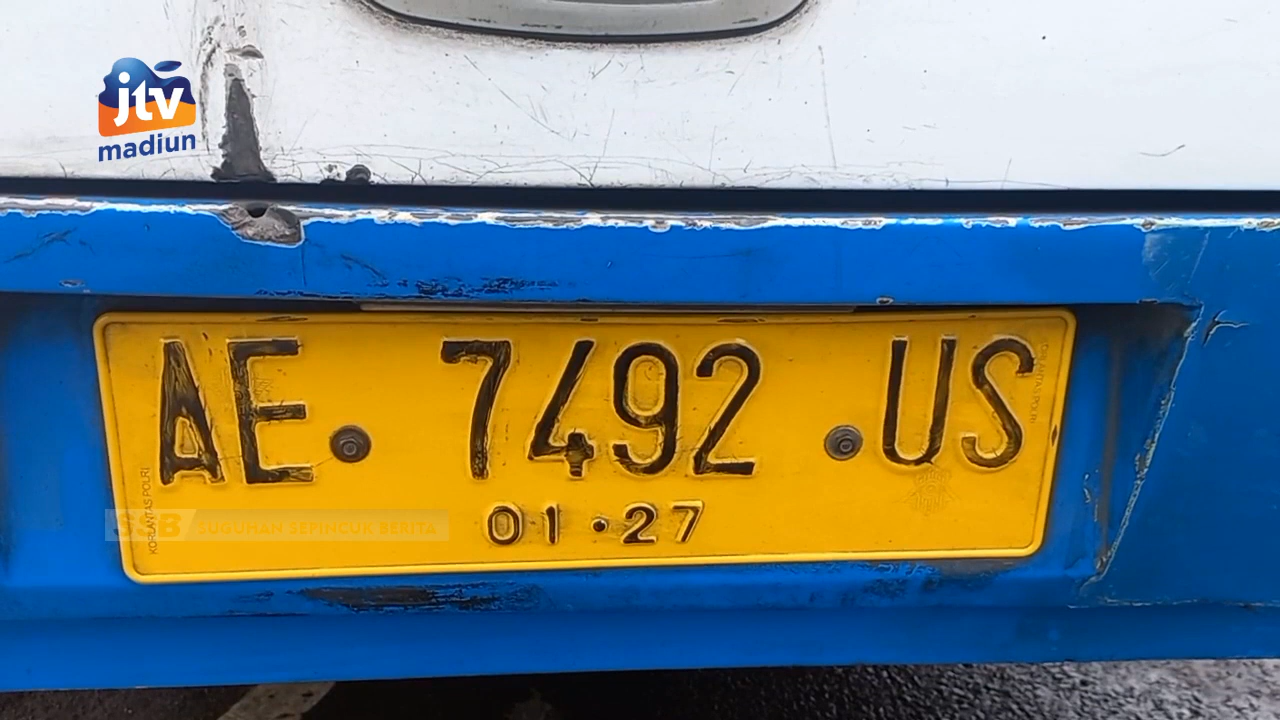 jtv
madiun
AE 7492 US
01 • 27
KORLANTAS POLRI
KORLANTAS POLRI
SSB SUGUHAN SEPINCUK BERITA